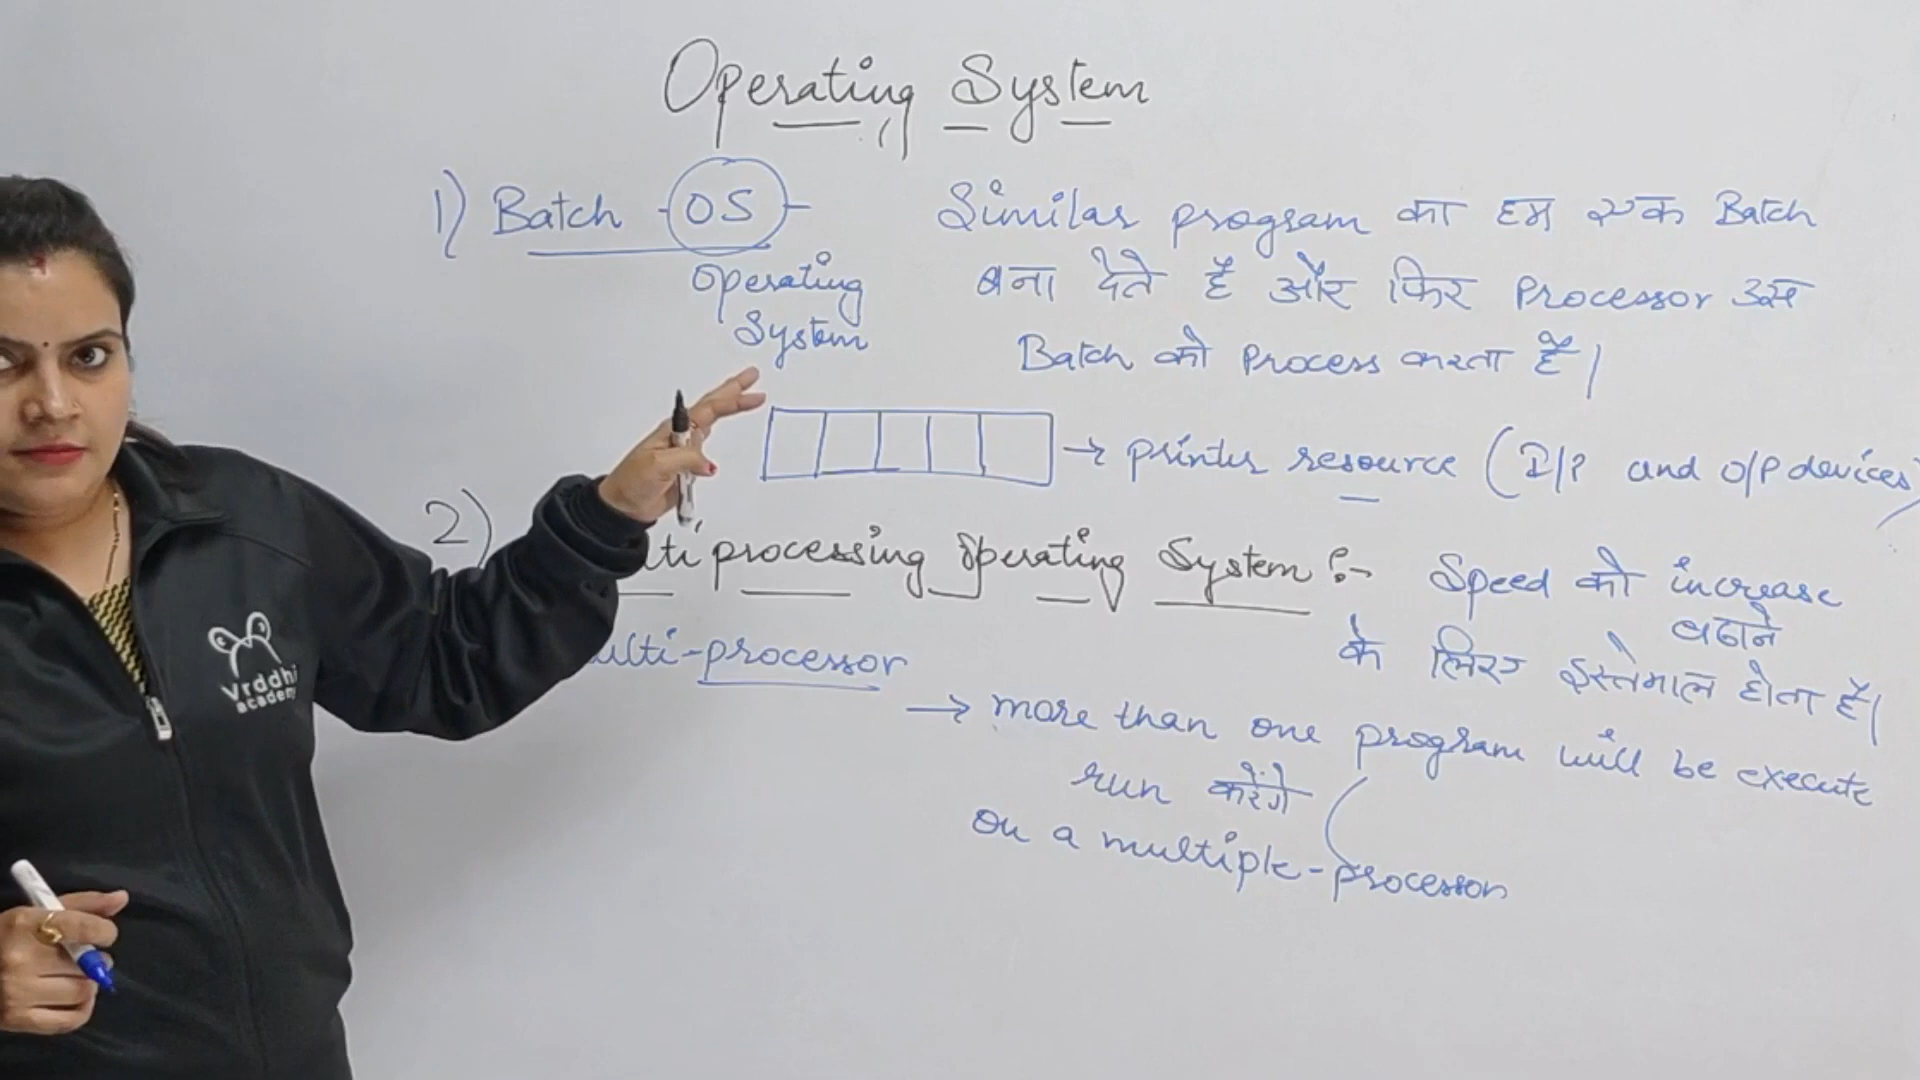 Operating System
1) Batch - OS - Similar program का हम एक Batch
Operating बना देते हैं और फिर Processor उस
System Batch को Process करता हैं।
→ printer resource (I/P and O/P devices)
2) ti processing Operating System :- Speed को increase
बढाने
ulti-processor के लिए इस्तेमाल होता हैं।
→ more than one program will be execute
run करेंगे
on a multiple-processor
Vrddhi
academy